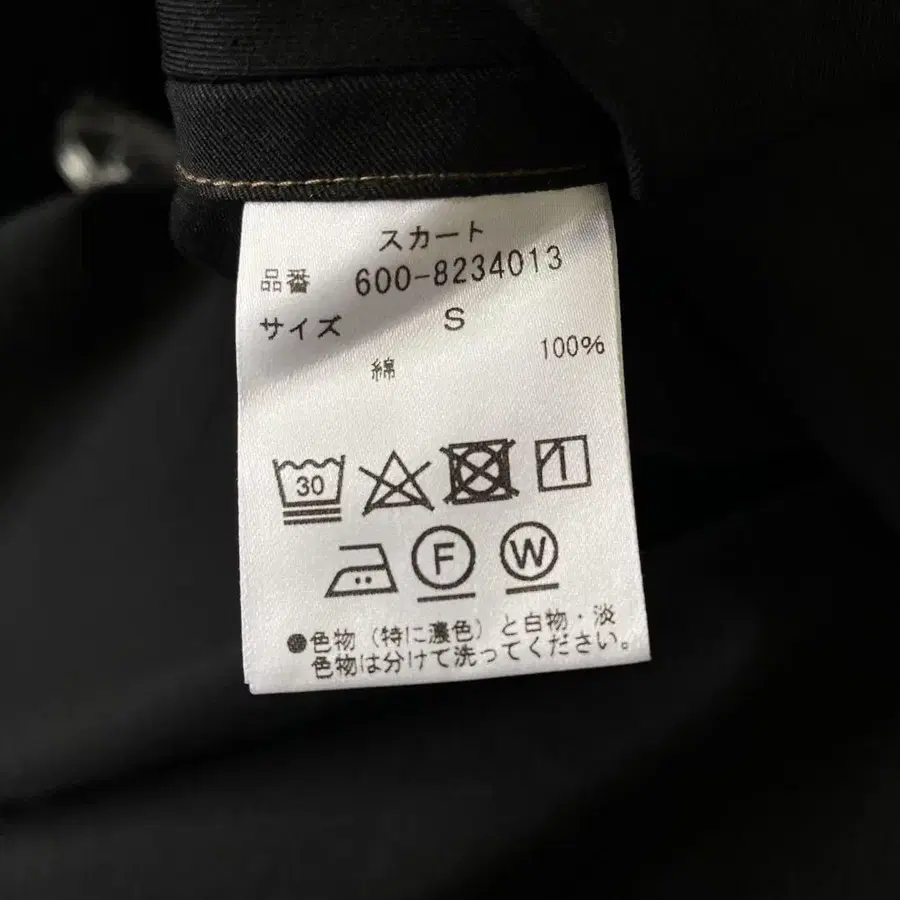 スカート
品番 600-8234013
サイズ S
綿 100%
30
F W
●色物(特に濃色)と白物・淡
色物は分けて洗ってください。